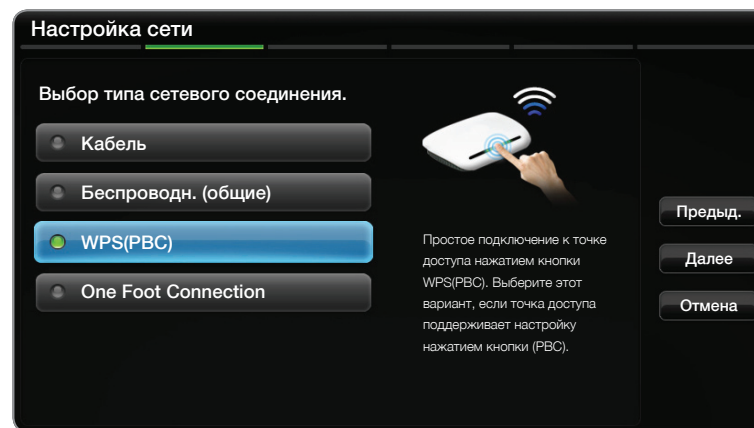 Настройка сети
Выбор типа сетевого соединения.
Кабель
Беспроводн. (общие)
WPS(PBC)
One Foot Connection
Простое подключение к точке
доступа нажатием кнопки
WPS(PBC). Выберите этот
вариант, если точка доступа
поддерживает настройку
нажатием кнопки (PBC).
Предыд.
Далее
Отмена